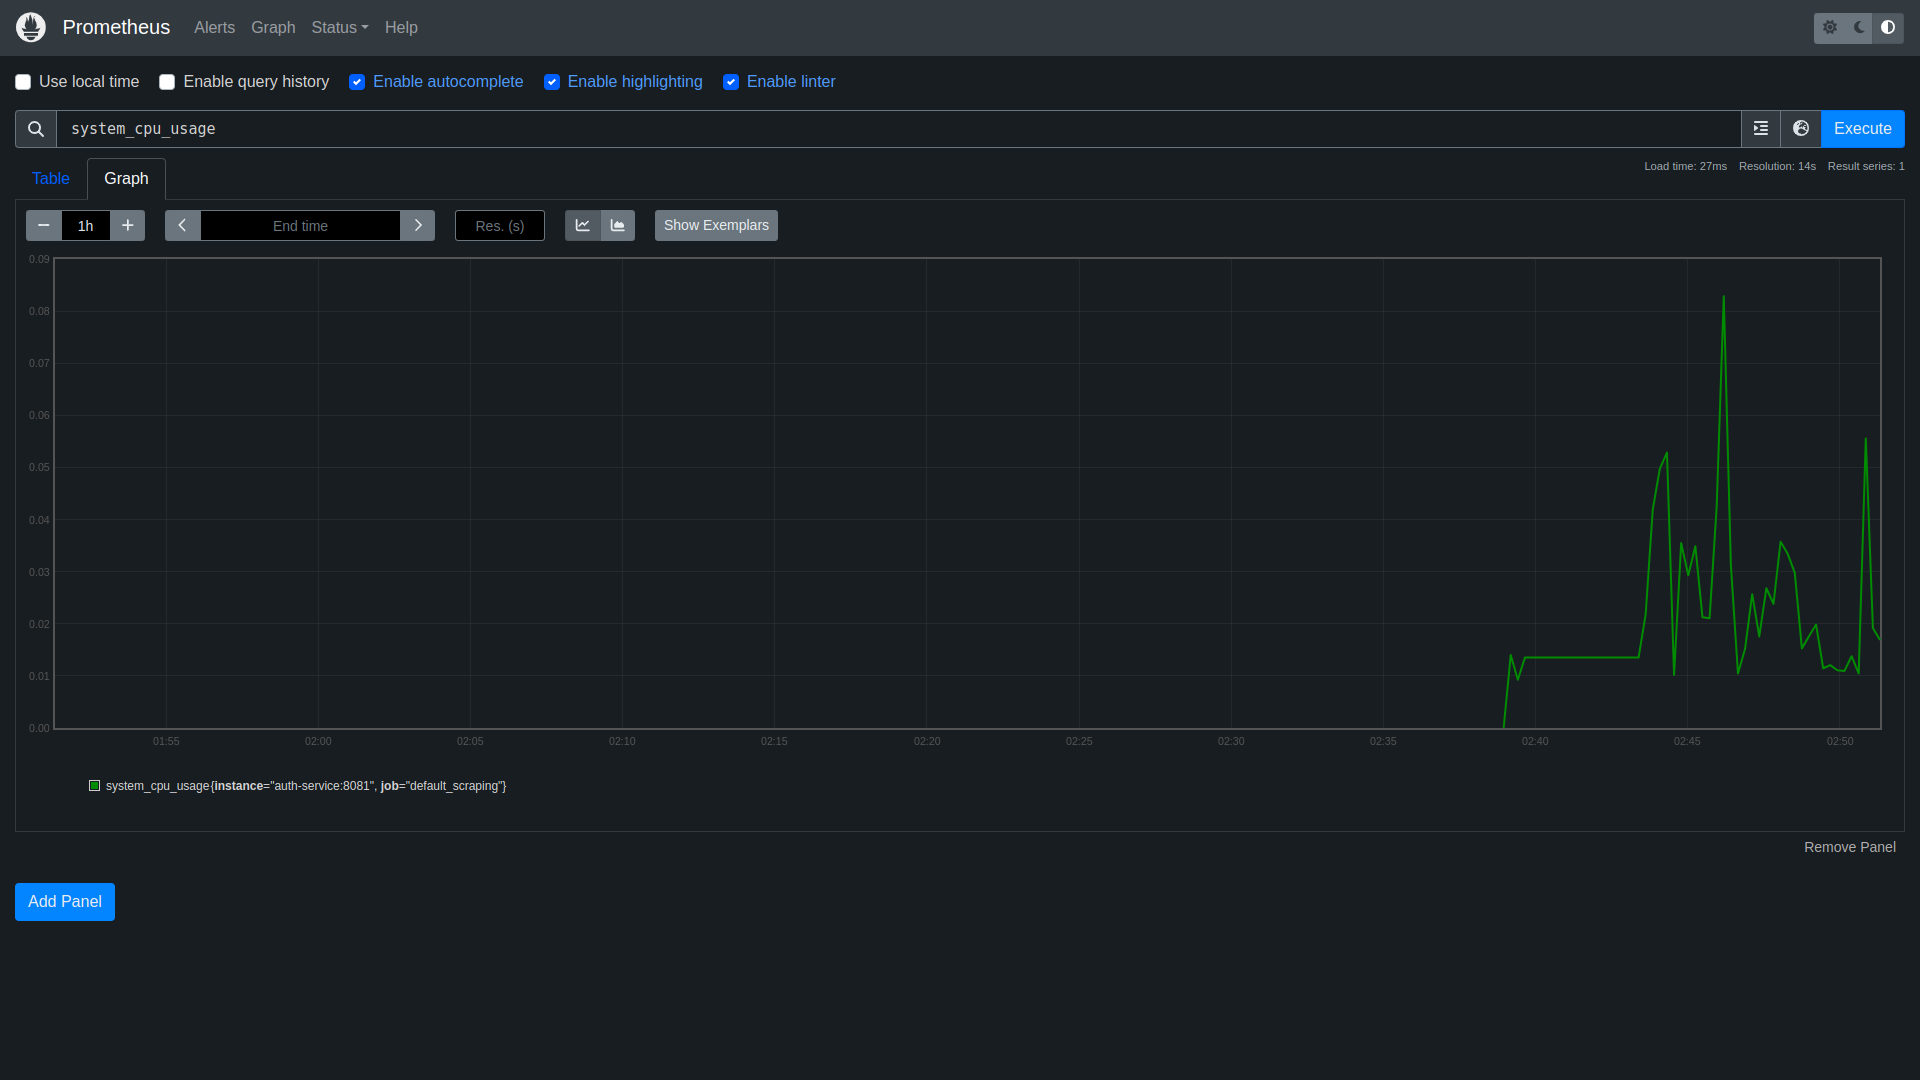 Prometheus Alerts Graph Status Help
Use local time Enable query history Enable autocomplete Enable highlighting Enable linter
system_cpu_usage Execute
Table Graph Load time: 27ms Resolution: 14s Result series: 1
1h End time Res. (s) Show Exemplars
0.09
0.08
0.07
0.06
0.05
0.04
0.03
0.02
0.01
0.00
01:55 02:00 02:05 02:10 02:15 02:20 02:25 02:30 02:35 02:40 02:45 02:50
system_cpu_usage{instance="auth-service:8081", job="default_scraping"}
Remove Panel
Add Panel